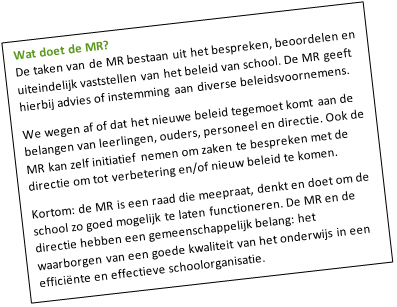 Wat doet de MR?
De taken van de MR bestaan uit het bespreken, beoordelen en
uiteindelijk vaststellen van het beleid van school. De MR geeft
hierbij advies of instemming aan diverse beleidsvoornemens.
We wegen af of dat het nieuwe beleid tegemoet komt aan de
belangen van leerlingen, ouders, personeel en directie. Ook de
MR kan zelf initiatief nemen om zaken te bespreken met de
directie om tot verbetering en/of nieuw beleid te komen.
Kortom: de MR is een raad die meepraat, denkt en doet om de
school zo goed mogelijk te laten functioneren. De MR en de
directie hebben een gemeenschappelijk belang: het
waarborgen van een goede kwaliteit van het onderwijs in een
efficiënte en effectieve schoolorganisatie.